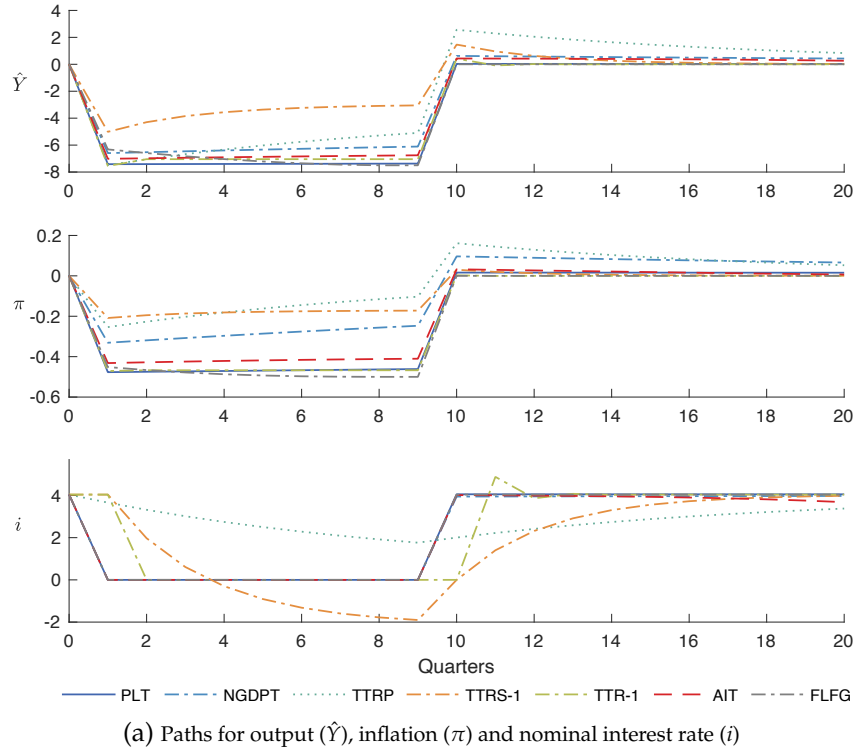 4
2
0
Ŷ
-2
-4
-6
-8
0 2 4 6 8 10 12 14 16 18 20
0.2
0
π
-0.2
-0.4
-0.6
0 2 4 6 8 10 12 14 16 18 20
4
i
2
0
-2
0 2 4 6 8 10 12 14 16 18 20
Quarters
PLT NGDPT TTRP TTRS-1 TTR-1 AIT FLFG
(a) Paths for output (Ŷ), inflation (π) and nominal interest rate (i)